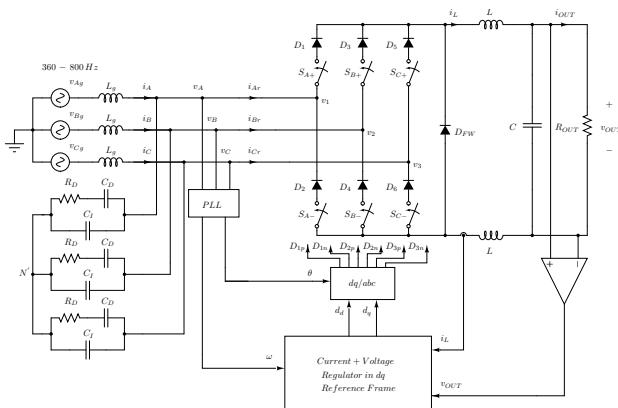 i_L
L
i_OUT
D_1
D_3
D_5
S_A+
S_B+
S_C+
360 − 800 Hz
v_Ag
L_g
i_A
v_A
i_Ar
v_1
v_Bg
L_g
i_B
v_B
i_Br
v_2
v_Cg
L_g
i_C
v_C
i_Cr
v_3
D_FW
C
R_OUT
+
v_OUT
−
R_D
C_D
C_I
PLL
D_2
D_4
D_6
S_A−
S_B−
S_C−
R_D
C_D
C_I
N'
D_1p
D_1n
D_2p
D_2n
D_3p
D_3n
L
+
−
θ
dq/abc
R_D
C_D
C_I
d_d
d_q
ω
Current + Voltage
Regulator in dq
Reference Frame
i_L
v_OUT